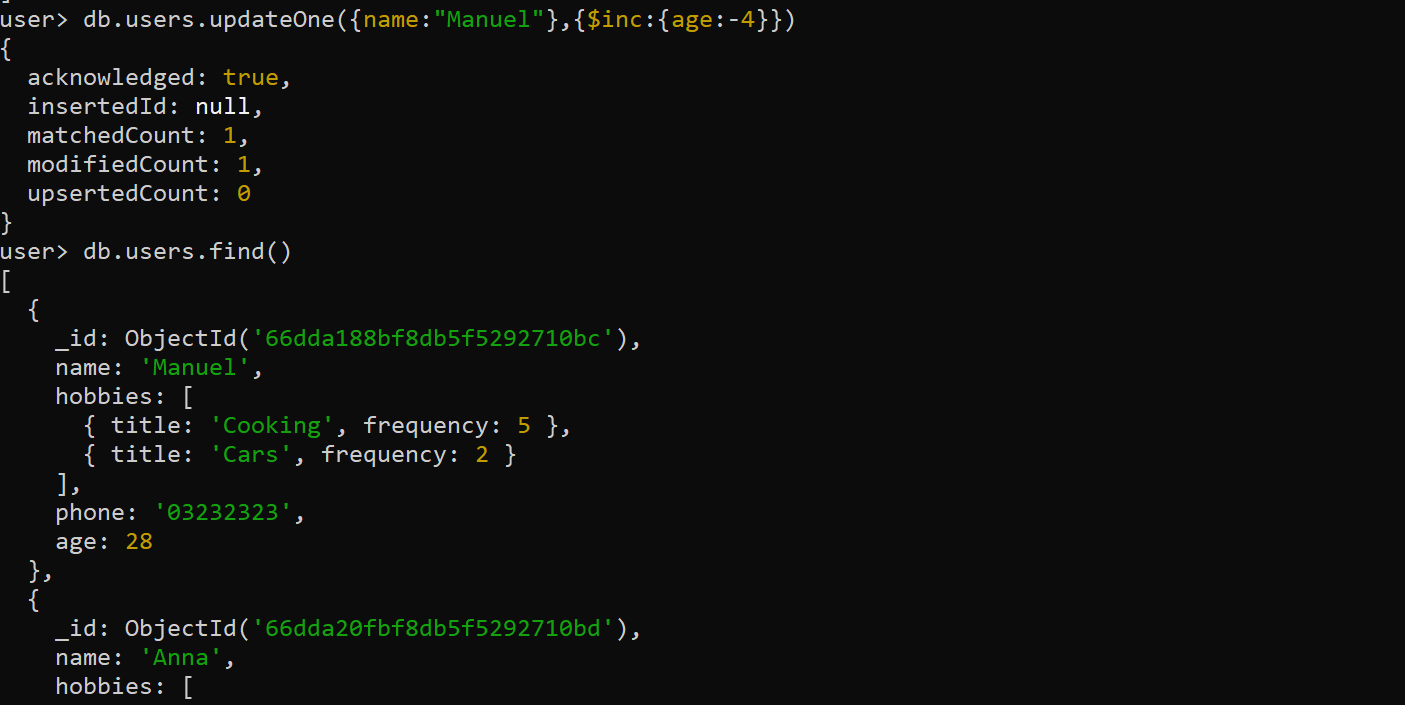 user> db.users.updateOne({name:"Manuel"},{$inc:{age:-4}})
{
  acknowledged: true,
  insertedId: null,
  matchedCount: 1,
  modifiedCount: 1,
  upsertedCount: 0
}
user> db.users.find()
[
  {
    _id: ObjectId('66dda188bf8db5f5292710bc'),
    name: 'Manuel',
    hobbies: [
      { title: 'Cooking', frequency: 5 },
      { title: 'Cars', frequency: 2 }
    ],
    phone: '03232323',
    age: 28
  },
  {
    _id: ObjectId('66dda20fbf8db5f5292710bd'),
    name: 'Anna',
    hobbies: [